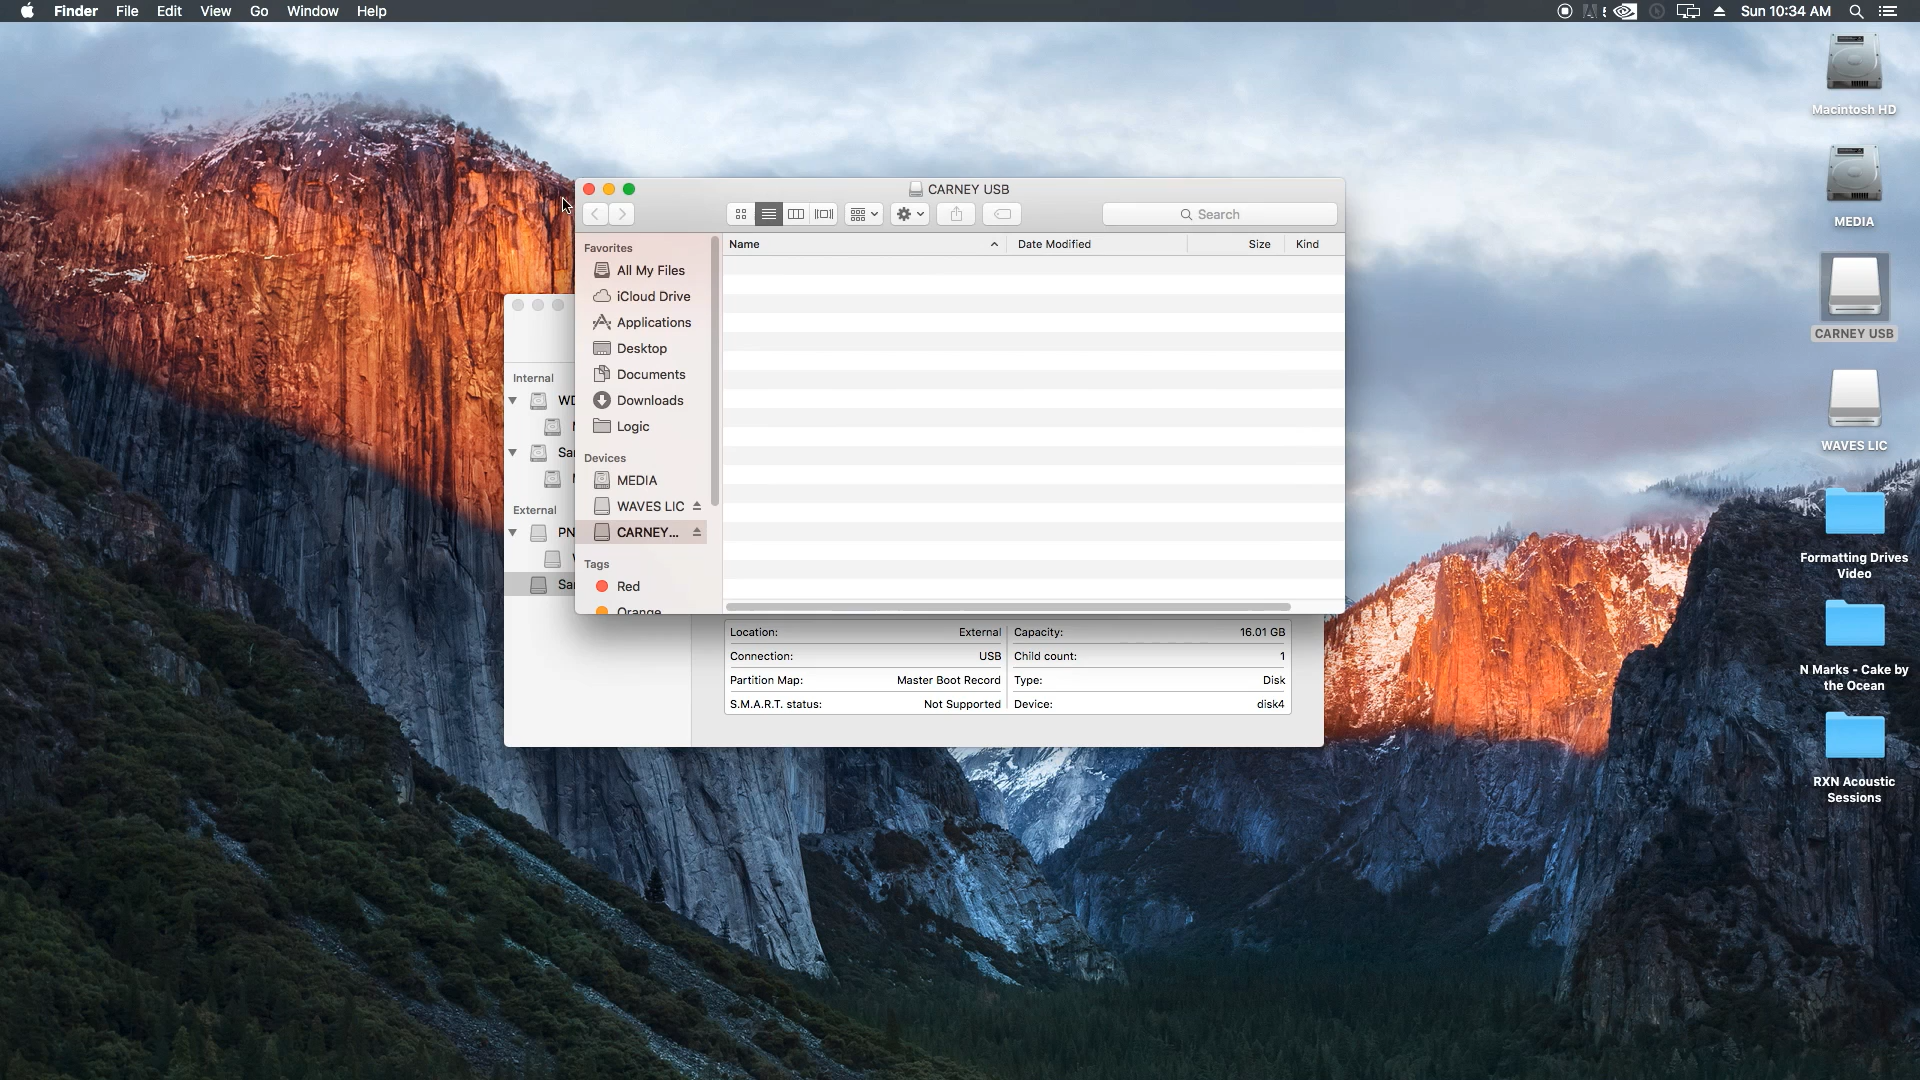 Finder File Edit View Go Window Help
Sun 10:34 AM
Macintosh HD
MEDIA
CARNEY USB
WAVES LIC
Formatting Drives
Video
N Marks - Cake by
the Ocean
RXN Acoustic
Sessions
CARNEY USB
Search
Favorites
All My Files
iCloud Drive
Applications
Desktop
Documents
Downloads
Logic
Devices
MEDIA
WAVES LIC
CARNEY...
Tags
Red
Orange
Name Date Modified Size Kind
Internal
External
Location: External Capacity: 16.01 GB
Connection: USB Child count: 1
Partition Map: Master Boot Record Type: Disk
S.M.A.R.T. status: Not Supported Device: disk4